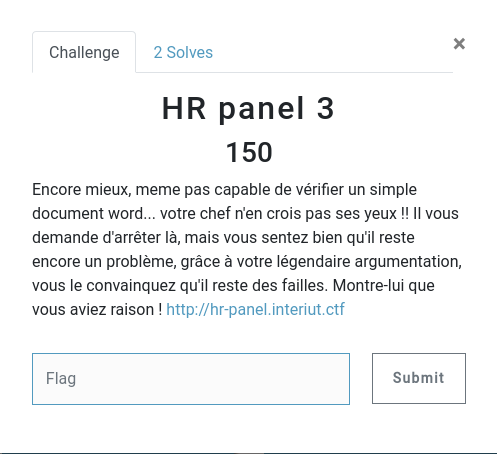 Challenge
2 Solves
×
HR panel 3
150
Encore mieux, meme pas capable de vérifier un simple
document word... votre chef n'en crois pas ses yeux !! Il vous
demande d'arrêter là, mais vous sentez bien qu'il reste
encore un problème, grâce à votre légendaire argumentation,
vous le convainquez qu'il reste des failles. Montre-lui que
vous aviez raison ! http://hr-panel.interiut.ctf
Flag
Submit